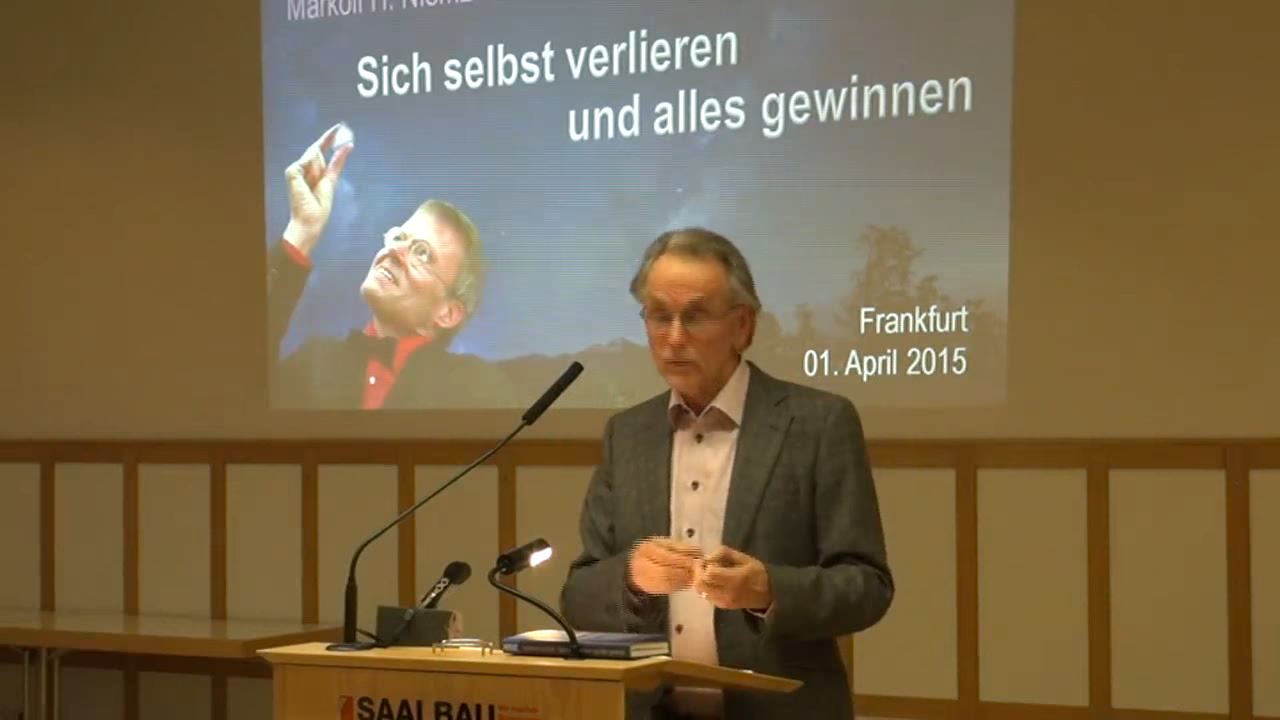 Sich selbst verlieren
und alles gewinnen
Frankfurt
01. April 2015
SAALBAU